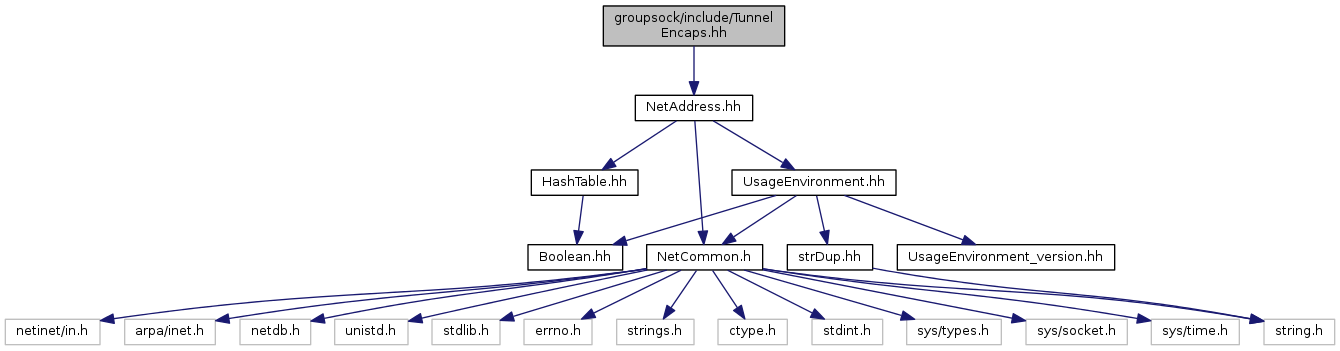 groupsock/include/Tunnel
Encaps.hh
NetAddress.hh
HashTable.hh
UsageEnvironment.hh
Boolean.hh
NetCommon.h
strDup.hh
UsageEnvironment_version.hh
netinet/in.h
arpa/inet.h
netdb.h
unistd.h
stdlib.h
errno.h
strings.h
ctype.h
stdint.h
sys/types.h
sys/socket.h
sys/time.h
string.h